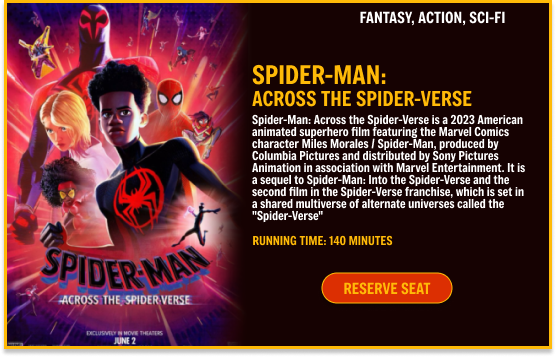 FANTASY, ACTION, SCI-FI
SPIDER-MAN:
ACROSS THE SPIDER-VERSE
Spider-Man: Across the Spider-Verse is a 2023 American
animated superhero film featuring the Marvel Comics
character Miles Morales / Spider-Man, produced by
Columbia Pictures and distributed by Sony Pictures
Animation in association with Marvel Entertainment. It is
a sequel to Spider-Man: Into the Spider-Verse and the
second film in the Spider-Verse franchise, which is set in
a shared multiverse of alternate universes called the
"Spider-Verse"
RUNNING TIME: 140 MINUTES
RESERVE SEAT
SPIDER-MAN
ACROSS THE SPIDER-VERSE
EXCLUSIVELY IN MOVIE THEATERS
JUNE 2